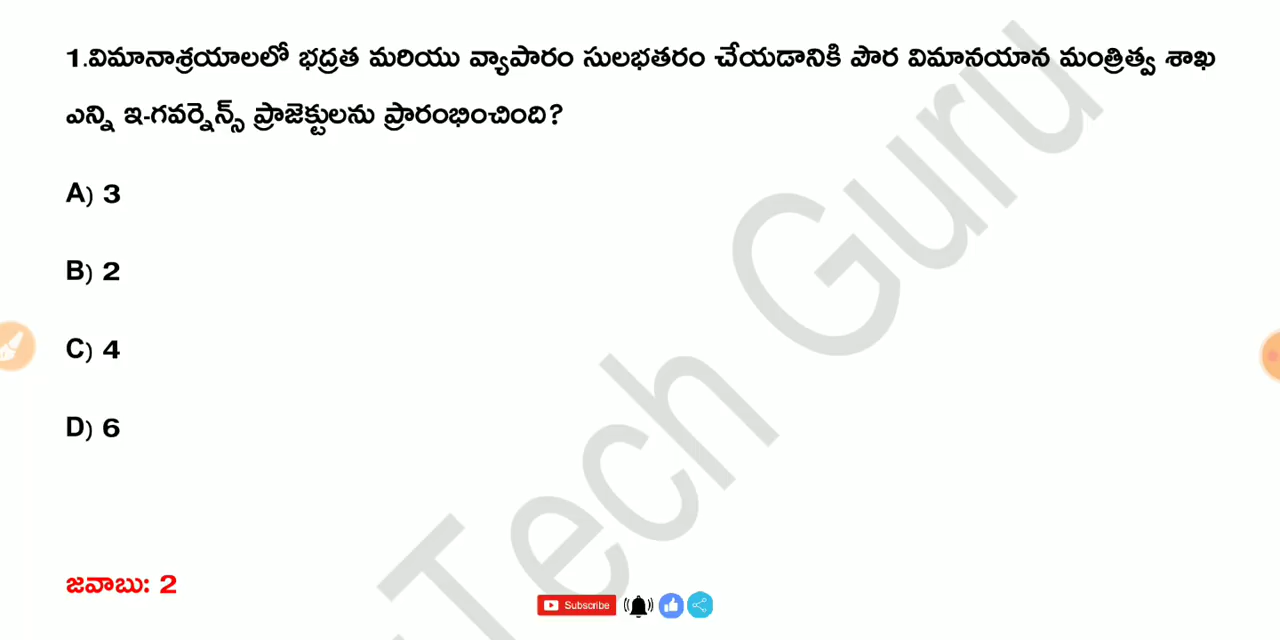 1.విమానాశ్రయాలలో భద్రత మరియు వ్యాపారం సులభతరం చేయడానికి పౌర విమానయాన మంత్రిత్వ శాఖ
ఎన్ని ఇ-గవర్నెన్స్ ప్రాజెక్టులను ప్రారంభించింది?
A) 3
B) 2
C) 4
D) 6
జవాబు: 2
Subscribe
Tech Guru